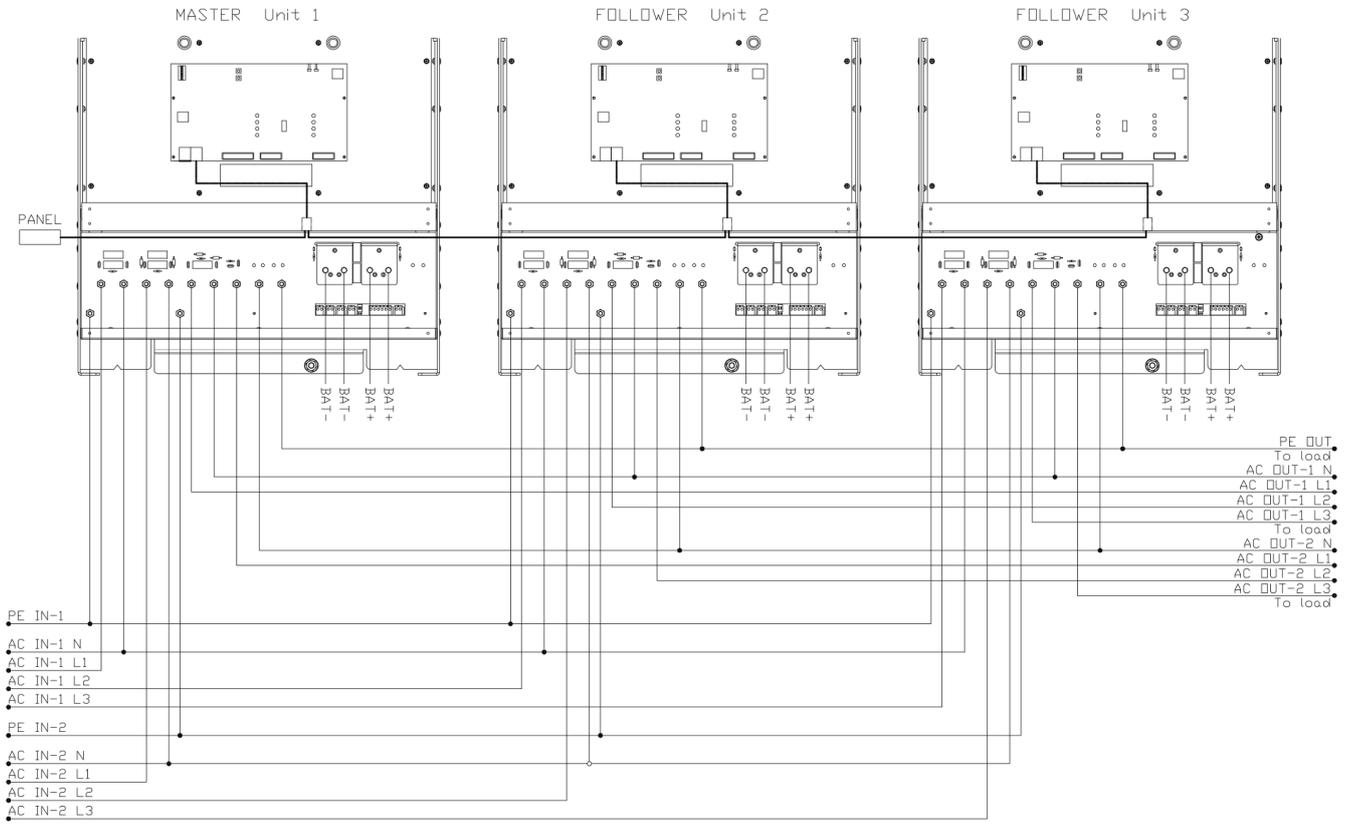 MASTER Unit 1
FOLLOWER Unit 2
FOLLOWER Unit 3
PANEL
BAT-
BAT-
BAT+
BAT+
BAT-
BAT-
BAT+
BAT+
BAT-
BAT-
BAT+
BAT+
PE OUT
To load
AC OUT-1 N
AC OUT-1 L1
AC OUT-1 L2
AC OUT-1 L3
To load
AC OUT-2 N
AC OUT-2 L1
AC OUT-2 L2
AC OUT-2 L3
To load
PE IN-1
AC IN-1 N
AC IN-1 L1
AC IN-1 L2
AC IN-1 L3
PE IN-2
AC IN-2 N
AC IN-2 L1
AC IN-2 L2
AC IN-2 L3